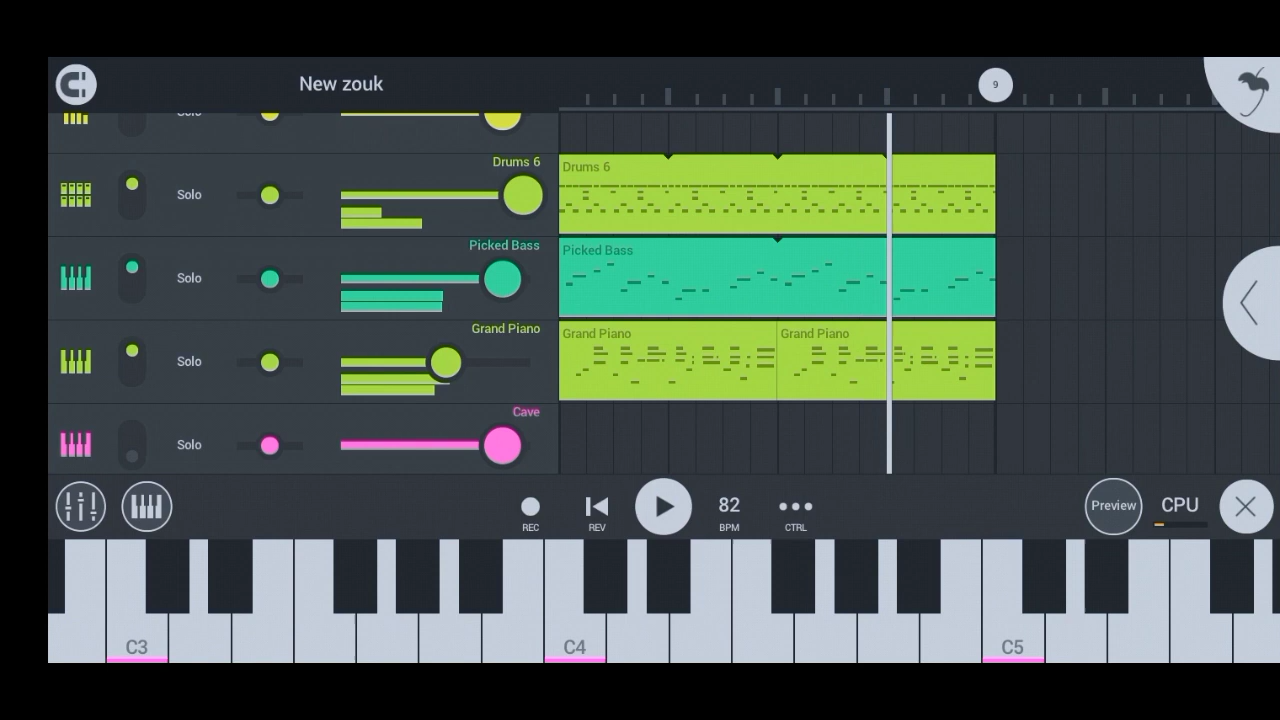 New zouk
9
Solo
Drums 6
Drums 6
Solo
Picked Bass
Picked Bass
Solo
Grand Piano
Grand Piano
Grand Piano
Solo
Cave
Solo
82
Preview
CPU
REC
REV
BPM
CTRL
C3
C4
C5